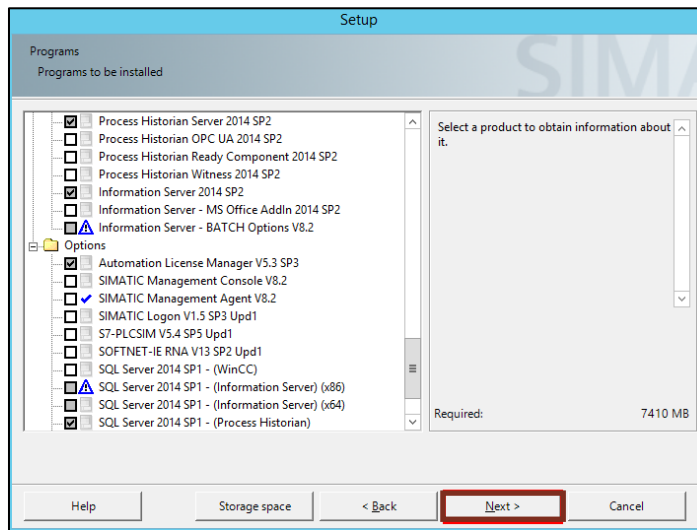 Setup
Programs
Programs to be installed
SIMA
Process Historian Server 2014 SP2
Process Historian OPC UA 2014 SP2
Process Historian Ready Component 2014 SP2
Process Historian Witness 2014 SP2
Information Server 2014 SP2
Information Server - MS Office AddIn 2014 SP2
Information Server - BATCH Options V8.2
Options
Automation License Manager V5.3 SP3
SIMATIC Management Console V8.2
SIMATIC Management Agent V8.2
SIMATIC Logon V1.5 SP3 Upd1
S7-PLCSIM V5.4 SP5 Upd1
SOFTNET-IE RNA V13 SP2 Upd1
SQL Server 2014 SP1 - (WinCC)
SQL Server 2014 SP1 - (Information Server) (x86)
SQL Server 2014 SP1 - (Information Server) (x64)
SQL Server 2014 SP1 - (Process Historian)
Select a product to obtain information about
it.
Required: 7410 MB
Help Storage space < Back Next > Cancel